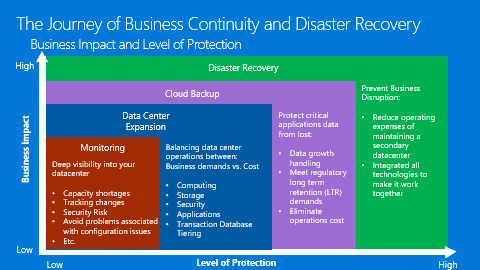 The Journey of Business Continuity and Disaster Recovery
Business Impact and Level of Protection
High
Disaster Recovery
Cloud Backup
Data Center
Expansion
Monitoring
Deep visibility into your
datacenter
• Capacity shortages
• Tracking changes
• Security Risk
• Avoid problems associated
with configuration issues
• Etc.
Balancing data center
operations between:
Business demands vs. Cost
• Computing
• Storage
• Security
• Applications
• Transaction Database
Tiering
Protect critical
applications data
from lost:
• Data growth
handling
• Meet regulatory
long term
retention (LTR)
demands
• Eliminate
operations cost
Prevent Business
Disruption:
• Reduce operating
expenses of
maintaining a
secondary
datacenter
• Integrated all
technologies to
make it work
together
Business Impact
Low
Low
Level of Protection
High